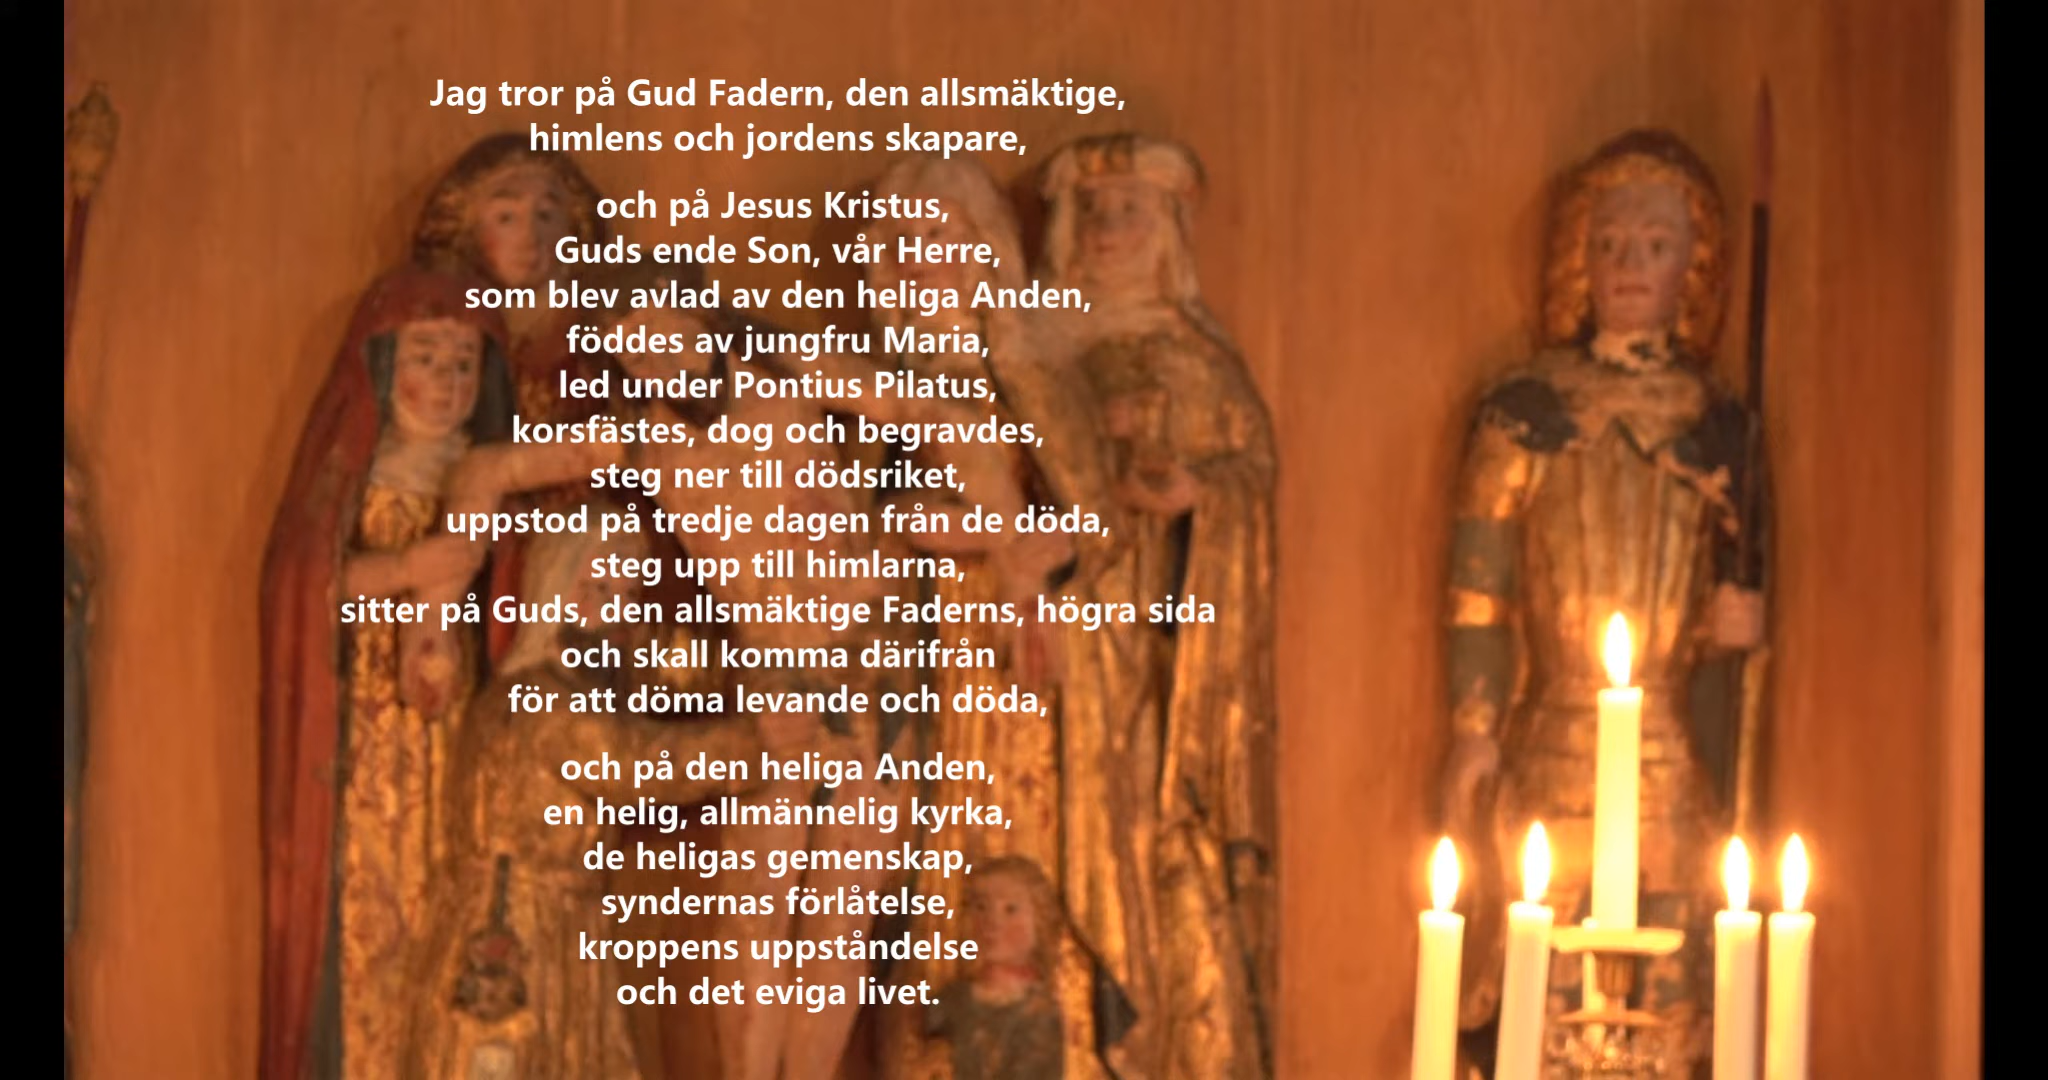 Jag tror på Gud Fadern, den allsmäktige,
himlens och jordens skapare,
och på Jesus Kristus,
Guds ende Son, vår Herre,
som blev avlad av den heliga Anden,
föddes av jungfru Maria,
led under Pontius Pilatus,
korsfästes, dog och begravdes,
steg ner till dödsriket,
uppstod på tredje dagen från de döda,
steg upp till himlarna,
sitter på Guds, den allsmäktige Faderns, högra sida
och skall komma därifrån
för att döma levande och döda,
och på den heliga Anden,
en helig, allmännelig kyrka,
de heligas gemenskap,
syndernas förlåtelse,
kroppens uppståndelse
och det eviga livet.